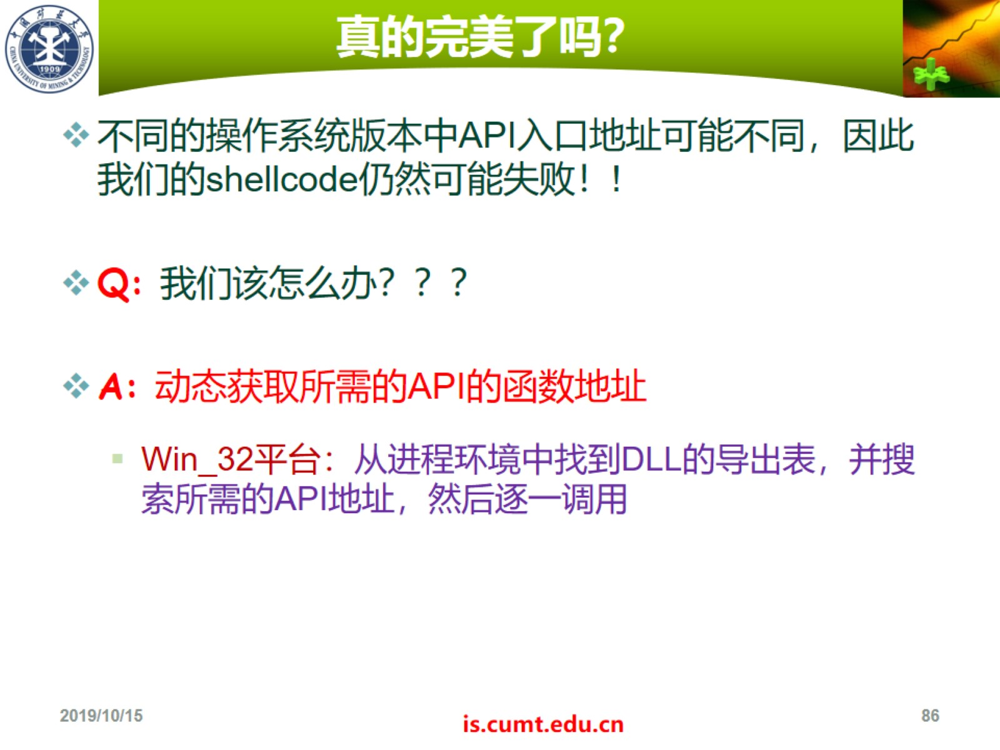 中国矿业大学
CHINA UNIVERSITY OF MINING & TECHNOLOGY
1909
真的完美了吗?
不同的操作系统版本中API入口地址可能不同，因此
我们的shellcode仍然可能失败！！
Q: 我们该怎么办？？？
A: 动态获取所需的API的函数地址
Win_32平台：从进程环境中找到DLL的导出表，并搜
索所需的API地址，然后逐一调用
2019/10/15
is.cumt.edu.cn
86